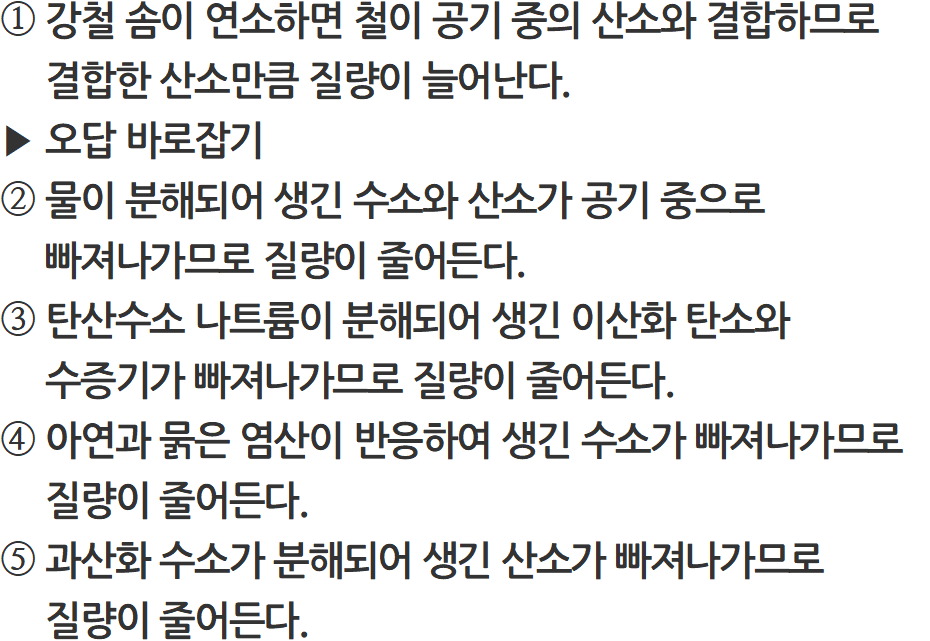 ① 강철 솜이 연소하면 철이 공기 중의 산소와 결합하므로
결합한 산소만큼 질량이 늘어난다.
▶ 오답 바로잡기
② 물이 분해되어 생긴 수소와 산소가 공기 중으로
빠져나가므로 질량이 줄어든다.
③ 탄산수소 나트륨이 분해되어 생긴 이산화 탄소와
수증기가 빠져나가므로 질량이 줄어든다.
④ 아연과 묽은 염산이 반응하여 생긴 수소가 빠져나가므로
질량이 줄어든다.
⑤ 과산화 수소가 분해되어 생긴 산소가 빠져나가므로
질량이 줄어든다.